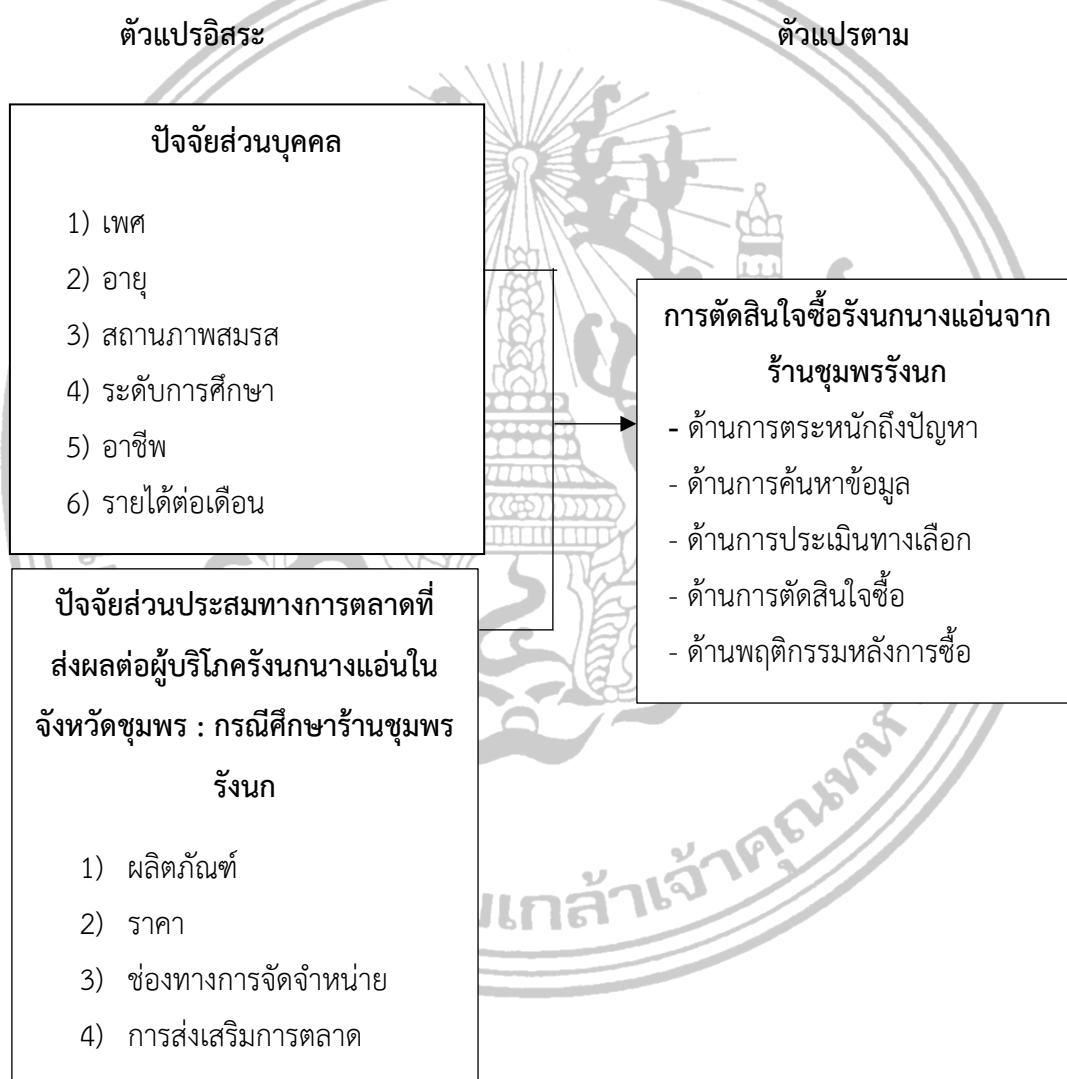 ตัวแปรอิสระ
ตัวแปรตาม
ปัจจัยส่วนบุคคล
1) เพศ
2) อายุ
3) สถานภาพสมรส
4) ระดับการศึกษา
5) อาชีพ
6) รายได้ต่อเดือน
ปัจจัยส่วนประสมทางการตลาดที่
ส่งผลต่อผู้บริโภครังนกนางแอ่นใน
จังหวัดชุมพร : กรณีศึกษาร้านชุมพร
รังนก
1) ผลิตภัณฑ์
2) ราคา
3) ช่องทางการจัดจำหน่าย
4) การส่งเสริมการตลาด
การตัดสินใจซื้อรังนกนางแอ่นจาก
ร้านชุมพรรังนก
- ด้านการตระหนักถึงปัญหา
- ด้านการค้นหาข้อมูล
- ด้านการประเมินทางเลือก
- ด้านการตัดสินใจซื้อ
- ด้านพฤติกรรมหลังการซื้อ
มเกล้าเจ้าคุณทห